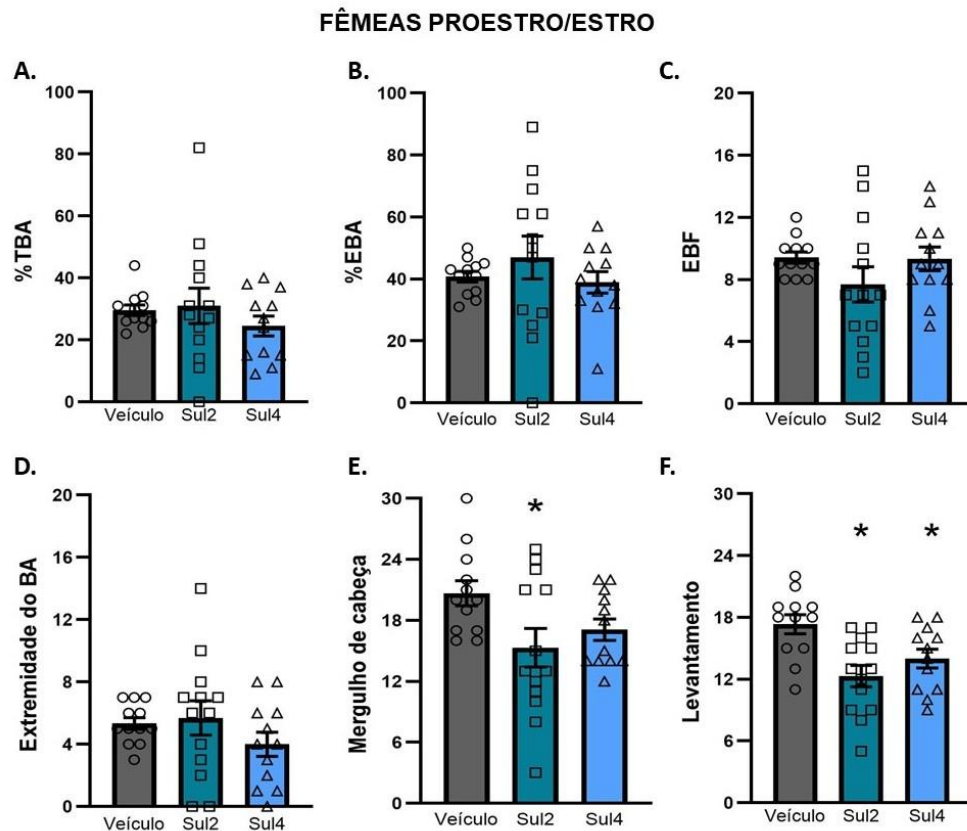 FÊMEAS PROESTRO/ESTRO
A.
%TBA
100
80
60
40
20
0
Veículo Sul2 Sul4
B.
%EBA
100
80
60
40
20
0
Veículo Sul2 Sul4
C.
EBF
20
16
12
8
4
0
Veículo Sul2 Sul4
D.
Extremidade do BA
20
16
12
8
4
0
Veículo Sul2 Sul4
E.
Mergulho de cabeça
30
24
18
12
6
0
*
Veículo Sul2 Sul4
F.
Levantamento
30
24
18
12
6
0
* *
Veículo Sul2 Sul4